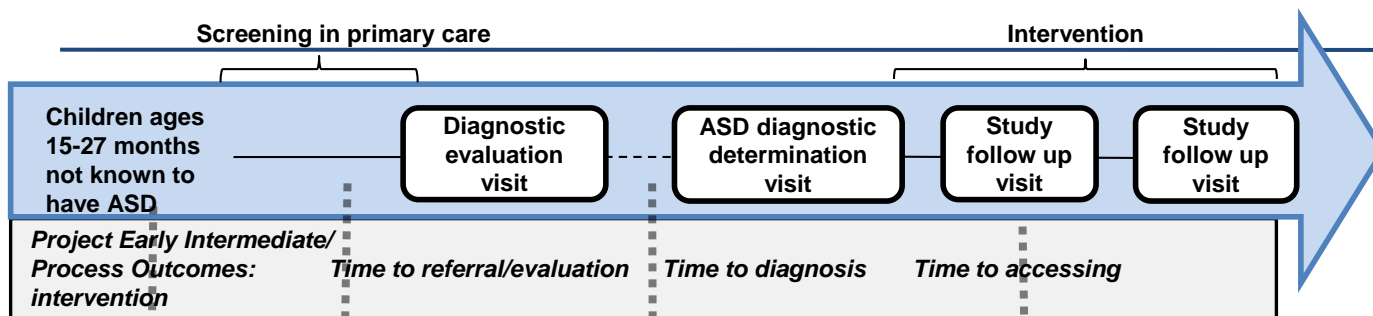 Screening in primary care
Intervention
Children ages
15-27 months
not known to
have ASD
Diagnostic
evaluation
visit
ASD diagnostic
determination
visit
Study
follow up
visit
Study
follow up
visit
Project Early Intermediate/
Process Outcomes: Time to referral/evaluation Time to diagnosis Time to accessing
intervention